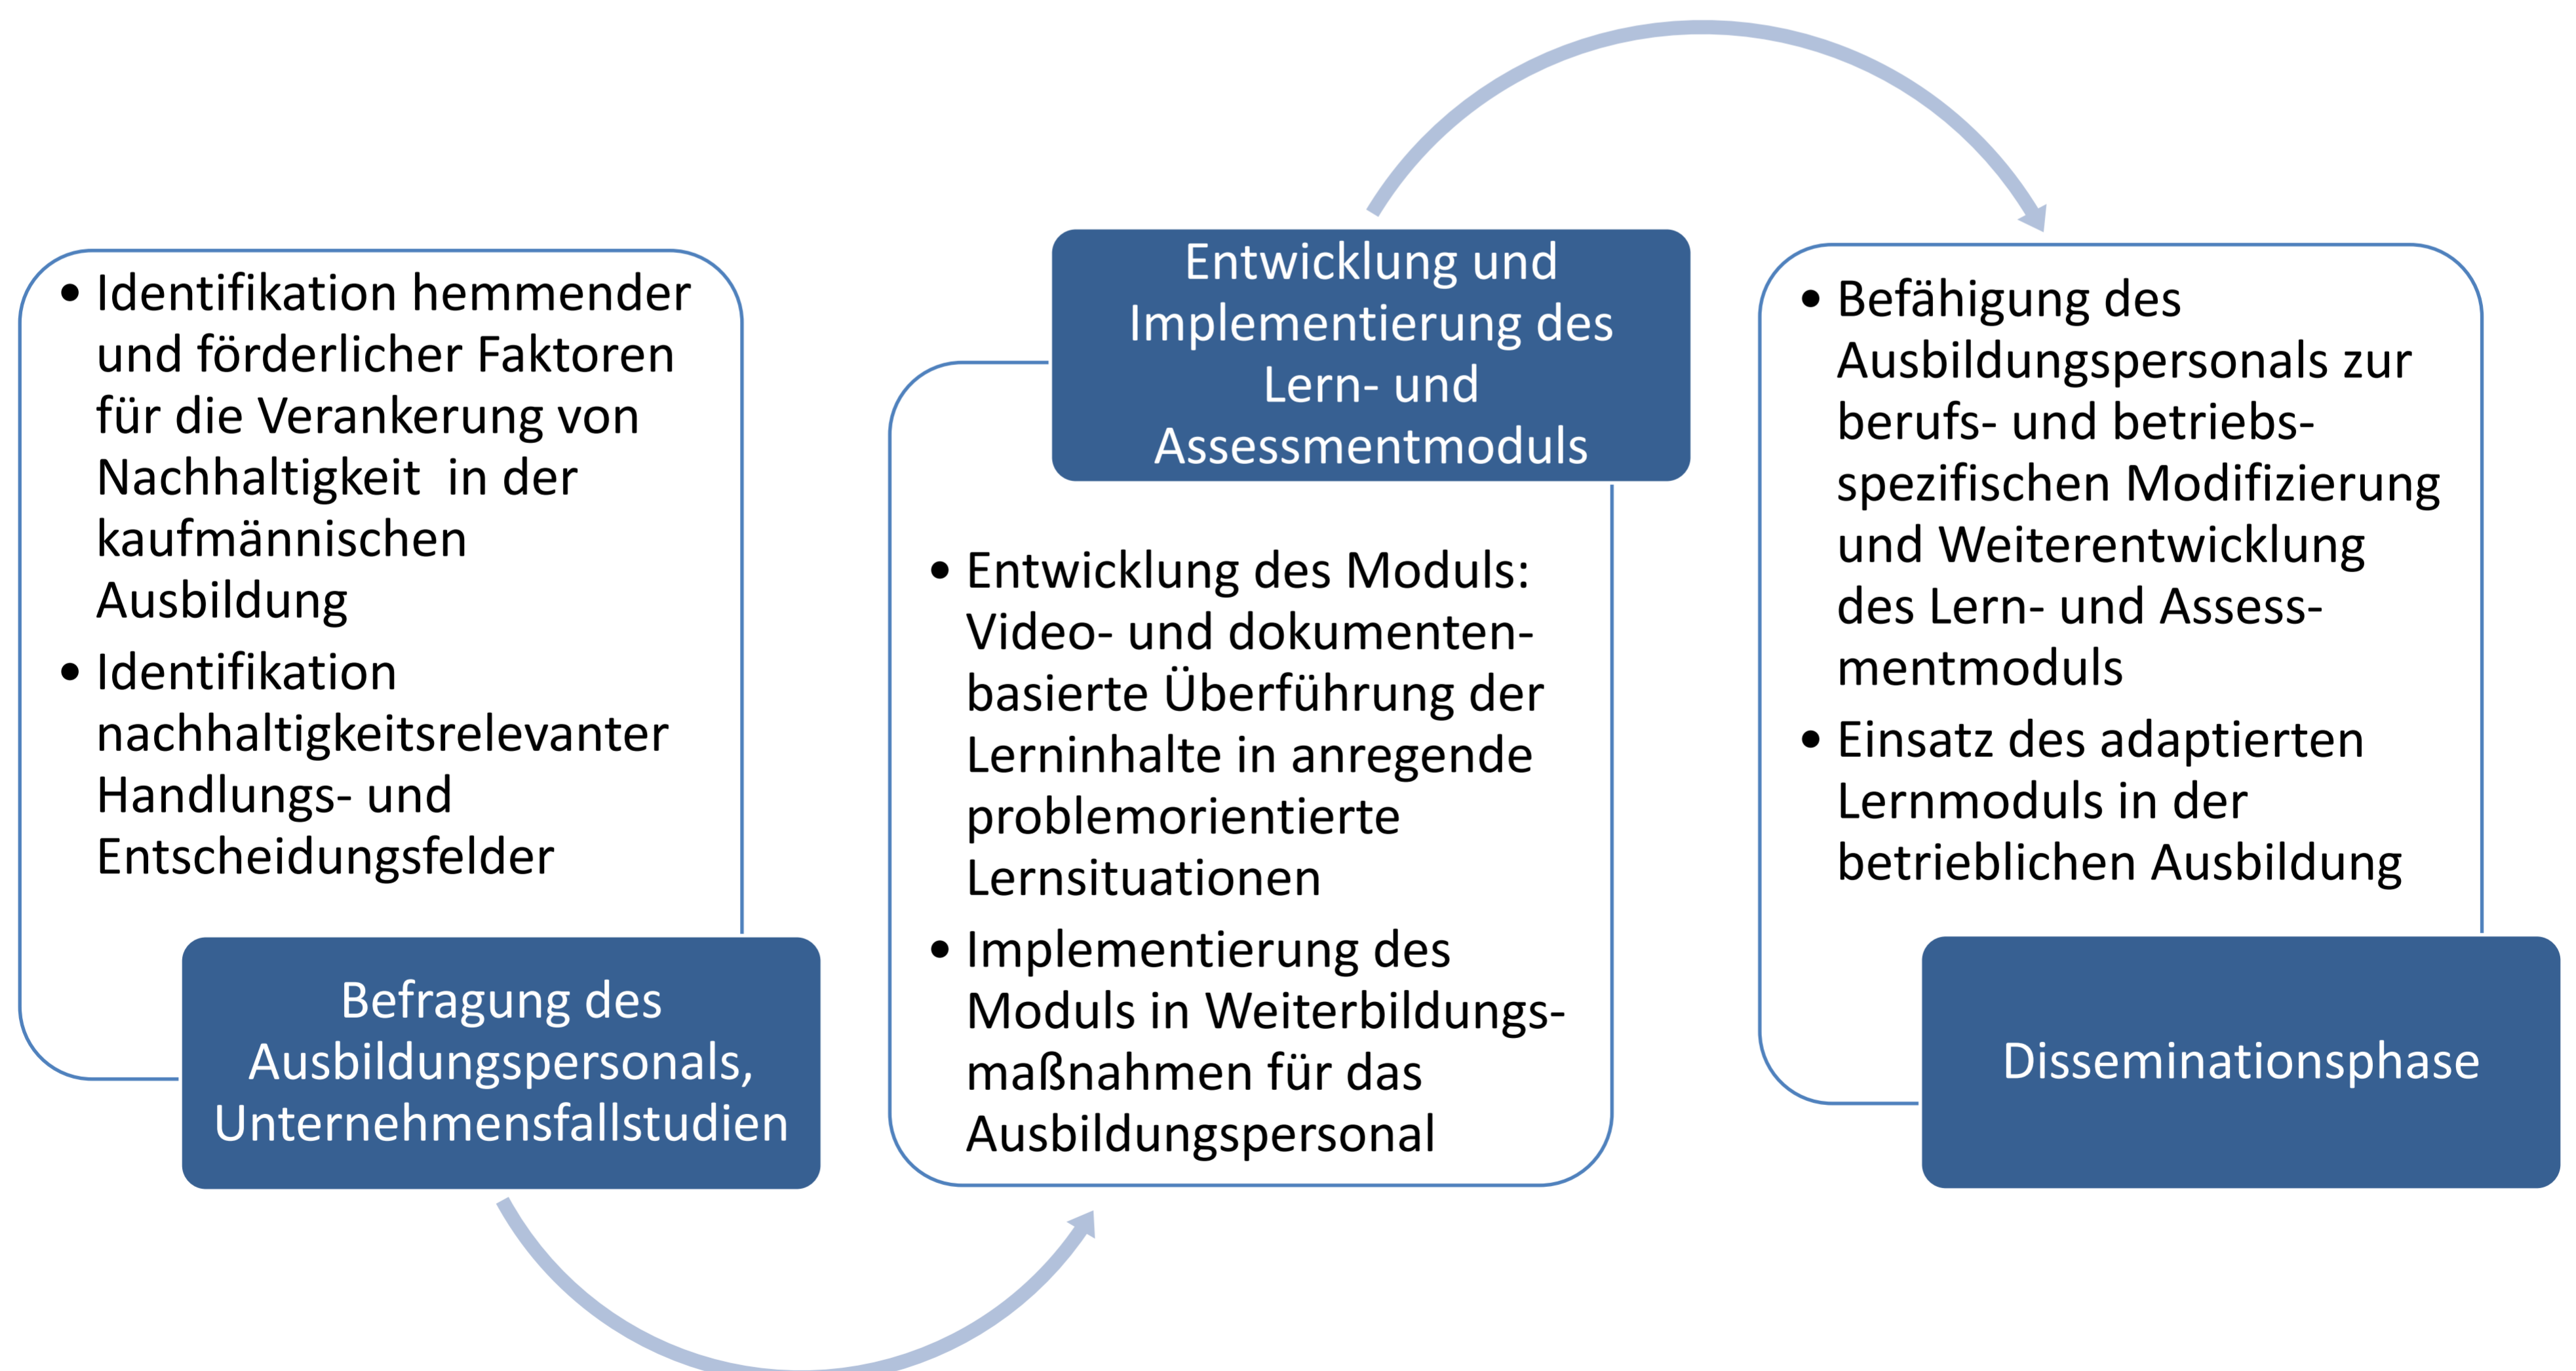 • Identifikation hemmender
und förderlicher Faktoren
für die Verankerung von
Nachhaltigkeit  in der
kaufmännischen
Ausbildung
• Identifikation
nachhaltigkeitsrelevanter
Handlungs- und
Entscheidungsfelder
Befragung des
Ausbildungspersonals,
Unternehmensfallstudien
Entwicklung und
Implementierung des
Lern- und
Assessmentmoduls
• Entwicklung des Moduls:
Video- und dokumenten-
basierte Überführung der
Lerninhalte in anregende
problemorientierte
Lernsituationen
• Implementierung des
Moduls in Weiterbildungs-
maßnahmen für das
Ausbildungspersonal
• Befähigung des
Ausbildungspersonals zur
berufs- und betriebs-
spezifischen Modifizierung
und Weiterentwicklung
des Lern- und Assess-
mentmoduls
• Einsatz des adaptierten
Lernmoduls in der
betrieblichen Ausbildung
Disseminationsphase